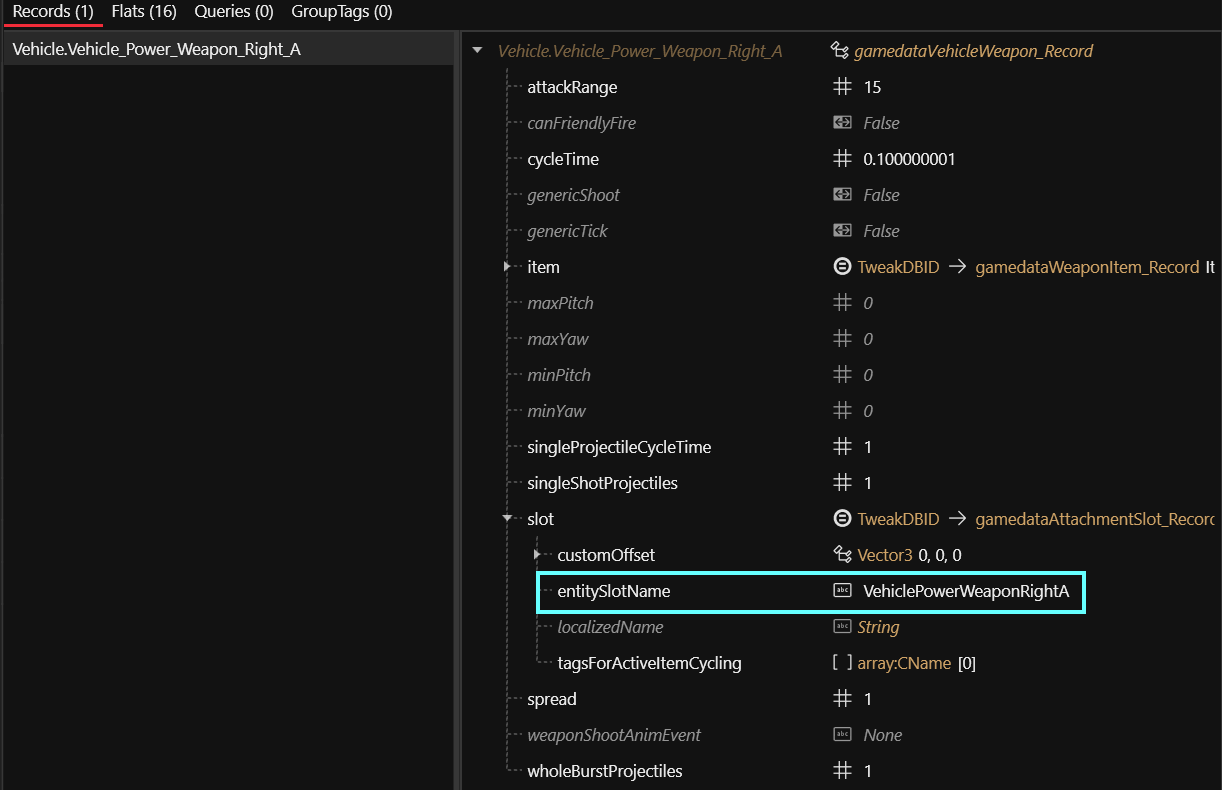 Records (1) Flats (16) Queries (0) GroupTags (0)
Vehicle.Vehicle_Power_Weapon_Right_A
Vehicle.Vehicle_Power_Weapon_Right_A gamedataVehicleWeapon_Record
attackRange 15
canFriendlyFire False
cycleTime 0.100000001
genericShoot False
genericTick False
item TweakDBID → gamedataWeaponItem_Record It
maxPitch 0
maxYaw 0
minPitch 0
minYaw 0
singleProjectileCycleTime 1
singleShotProjectiles 1
slot TweakDBID → gamedataAttachmentSlot_Record
customOffset Vector3 0, 0, 0
entitySlotName abc VehiclePowerWeaponRightA
localizedName abc String
tagsForActiveItemCycling [ ] array:CName [0]
spread 1
weaponShootAnimEvent abc None
wholeBurstProjectiles 1